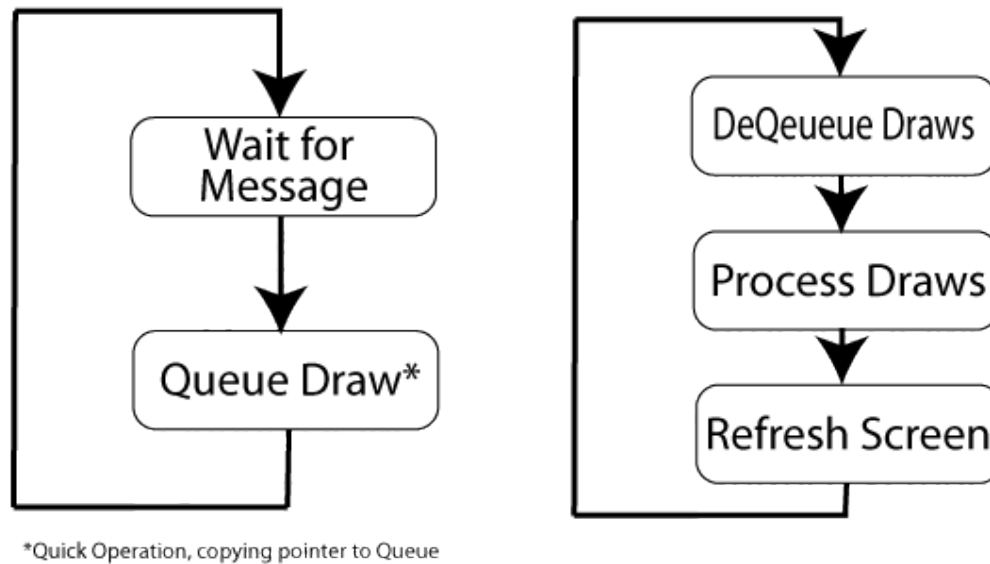 Wait for
Message
Queue Draw*
*Quick Operation, copying pointer to Queue
DeQeueue Draws
Process Draws
Refresh Screen